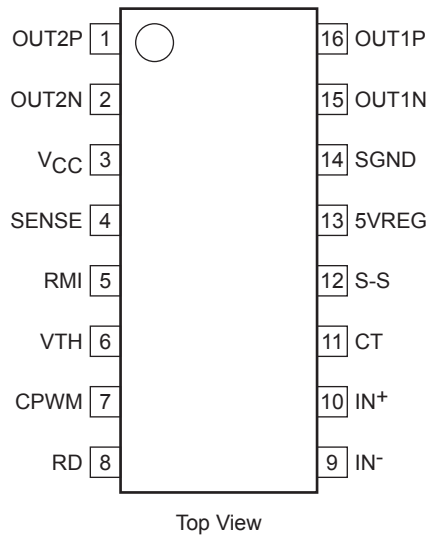 OUT2P 1 16 OUT1P
OUT2N 2 15 OUT1N
VCC 3 14 SGND
SENSE 4 13 5VREG
RMI 5 12 S-S
VTH 6 11 CT
CPWM 7 10 IN+
RD 8 9 IN-
Top View